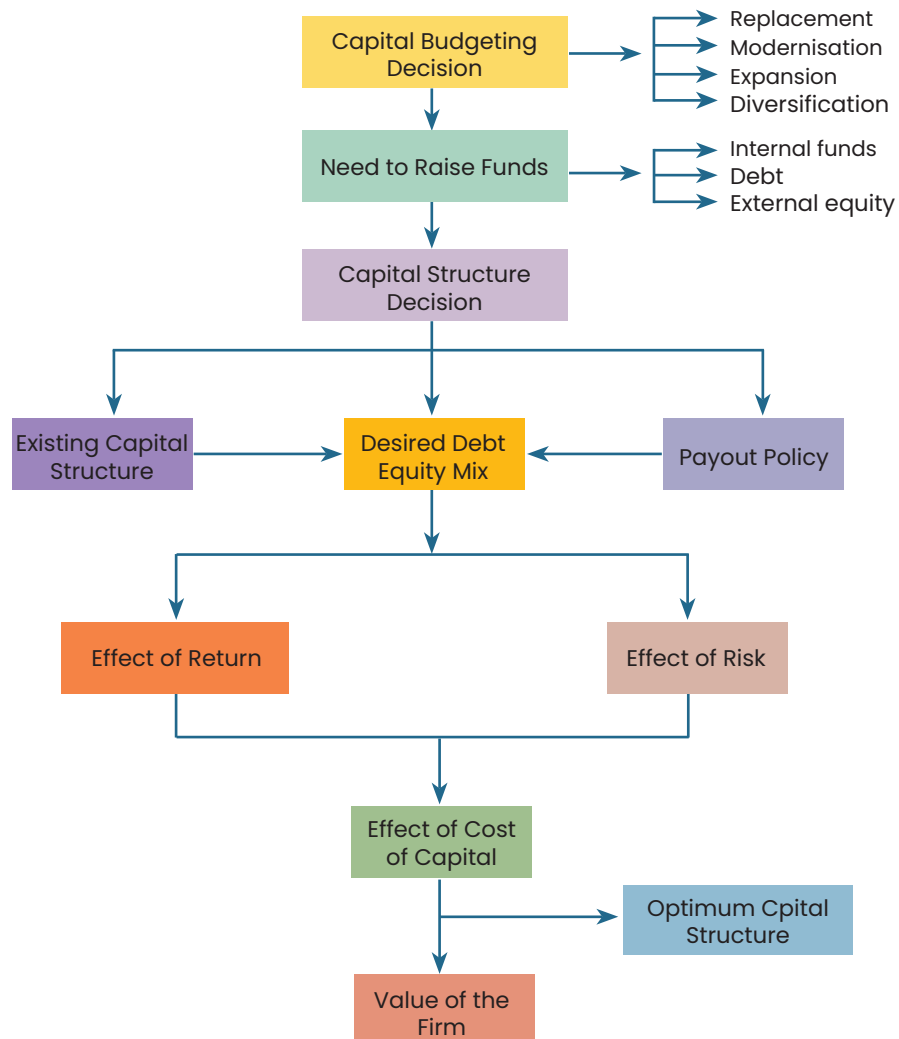 Capital Budgeting
Decision
Replacement
Modernisation
Expansion
Diversification
Need to Raise Funds
Internal funds
Debt
External equity
Capital Structure
Decision
Existing Capital
Structure
Desired Debt
Equity Mix
Payout Policy
Effect of Return
Effect of Risk
Effect of Cost
of Capital
Optimum Cpital
Structure
Value of the
Firm